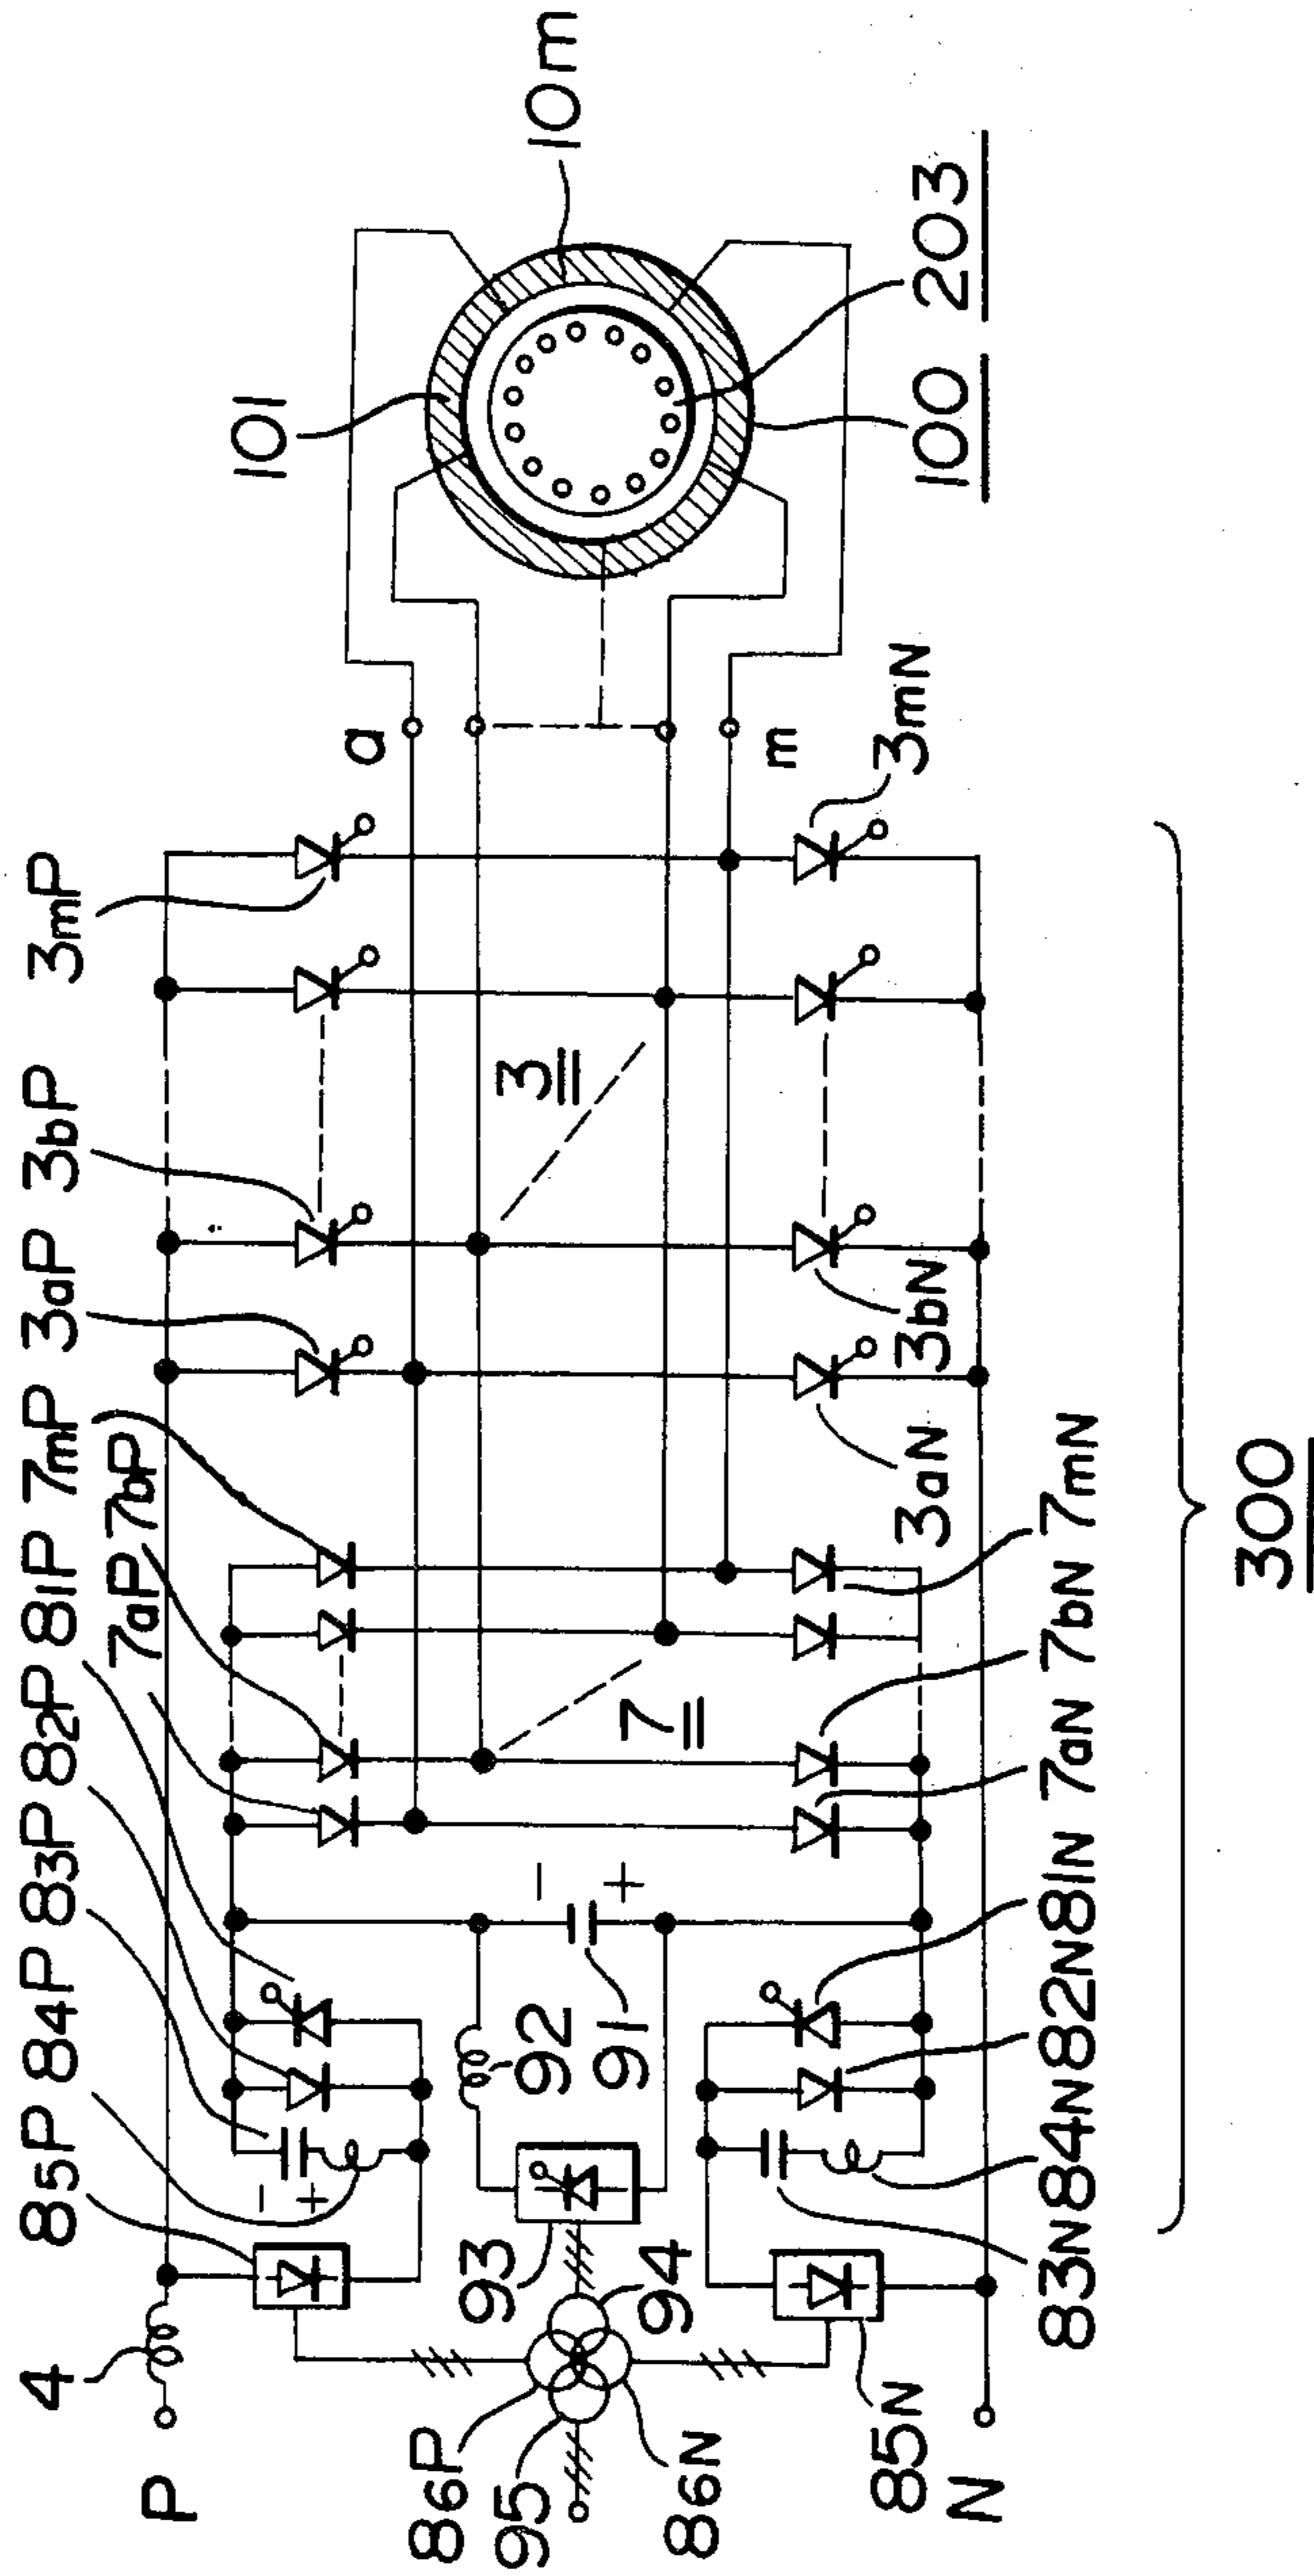 4 85P 84P 83P 82P 81P 7mP 3aP 3bP 3mP
7aP 7bP
P
a
101
10m
− +
− +
92
91
93
94
7
3
86P
95
86N
m
3mN
3aN 3bN
85N
N
83N 84N 82N 81N 7aN 7bN 7mN
100 203
300